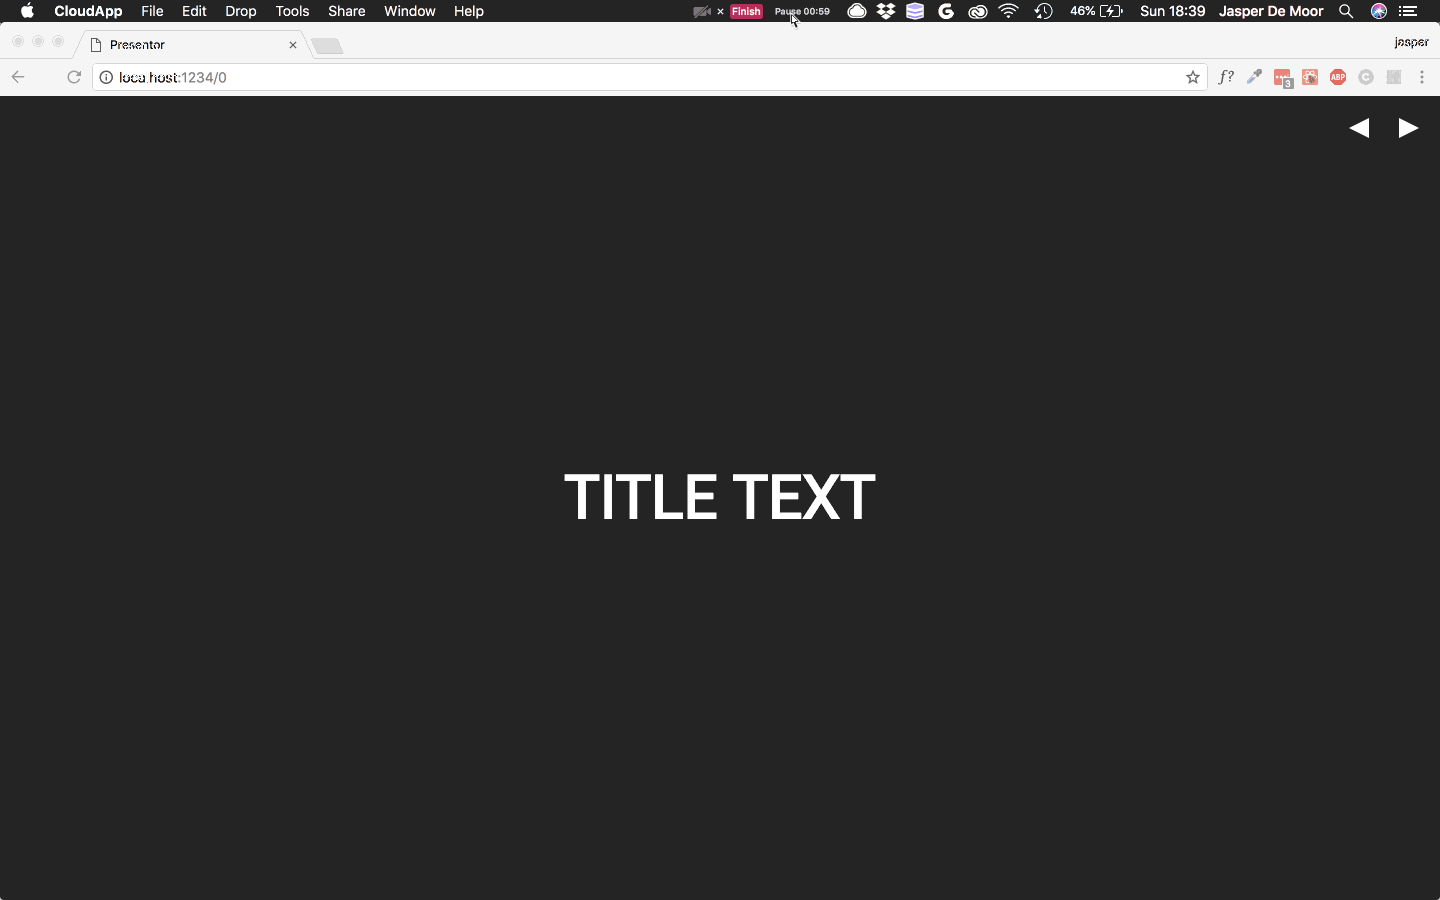 CloudApp File Edit Drop Tools Share Window Help Finish Pause 00:59 46% Sun 18:39 Jasper De Moor
Presentor
jasper
localhost:1234/0
f? 3 ABP C
TITLE TEXT